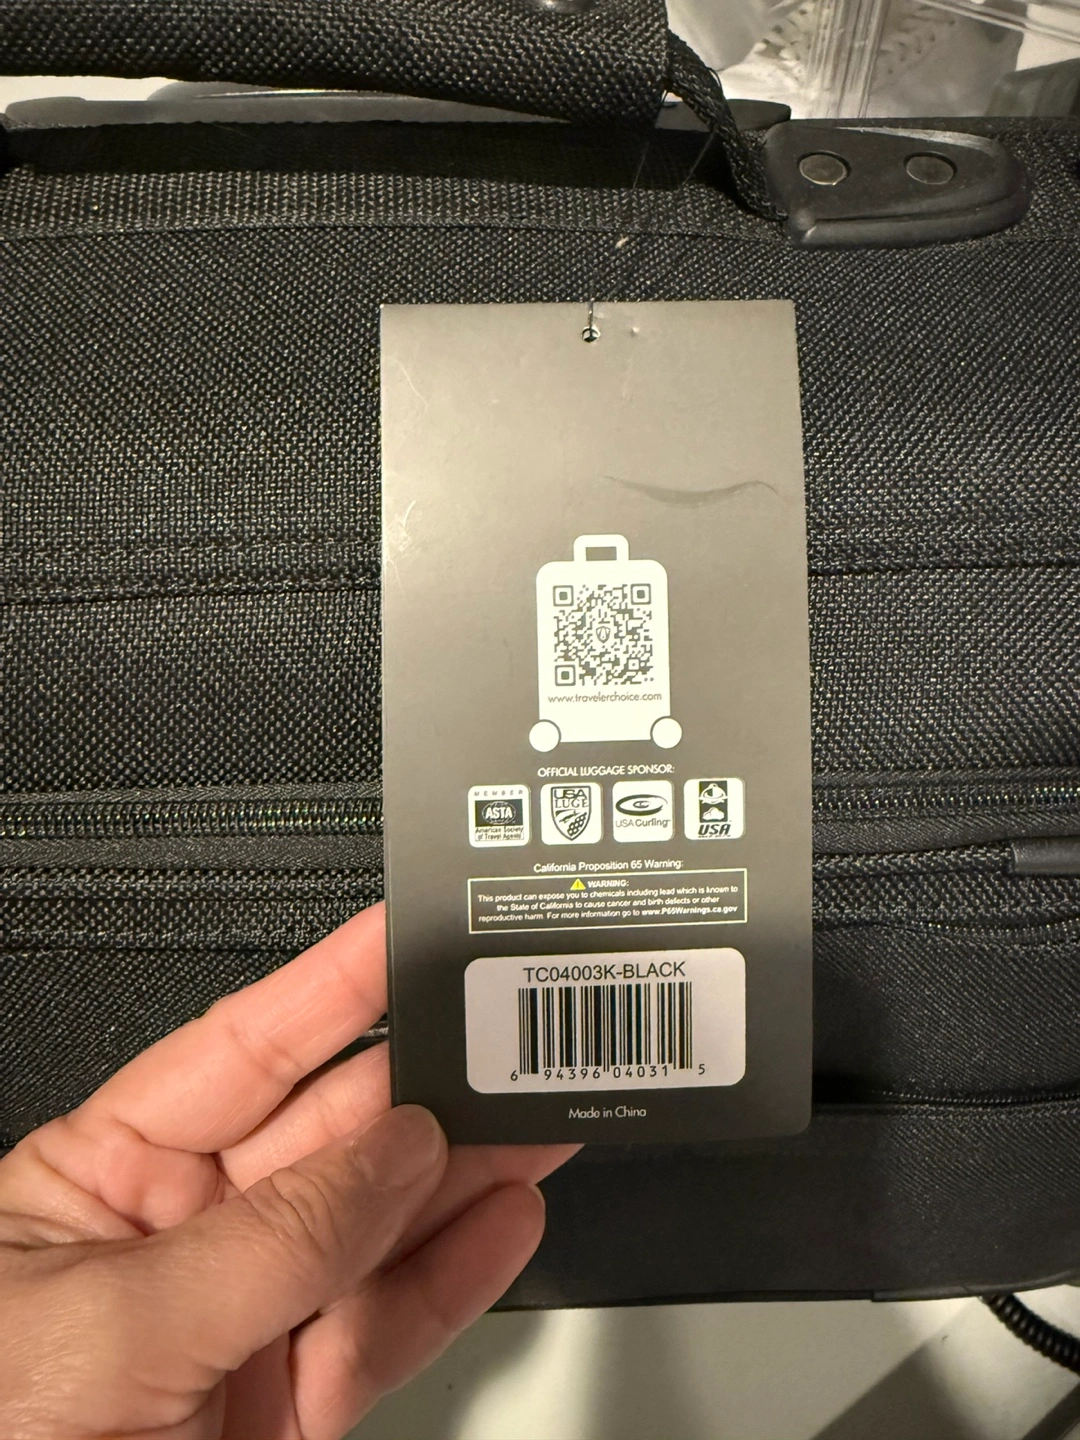 www.travelerchoice.com
OFFICIAL LUGGAGE SPONSOR:
MEMBER
ASTA
American Society
of Travel Agents
USA
LUGE
USA Curling
USA
California Proposition 65 Warning:
WARNING:
This product can expose you to chemicals including lead which is known to
the State of California to cause cancer and birth defects or other
reproductive harm. For more information go to www.P65Warnings.ca.gov
TC04003K-BLACK
6 94396 04031 5
Made in China